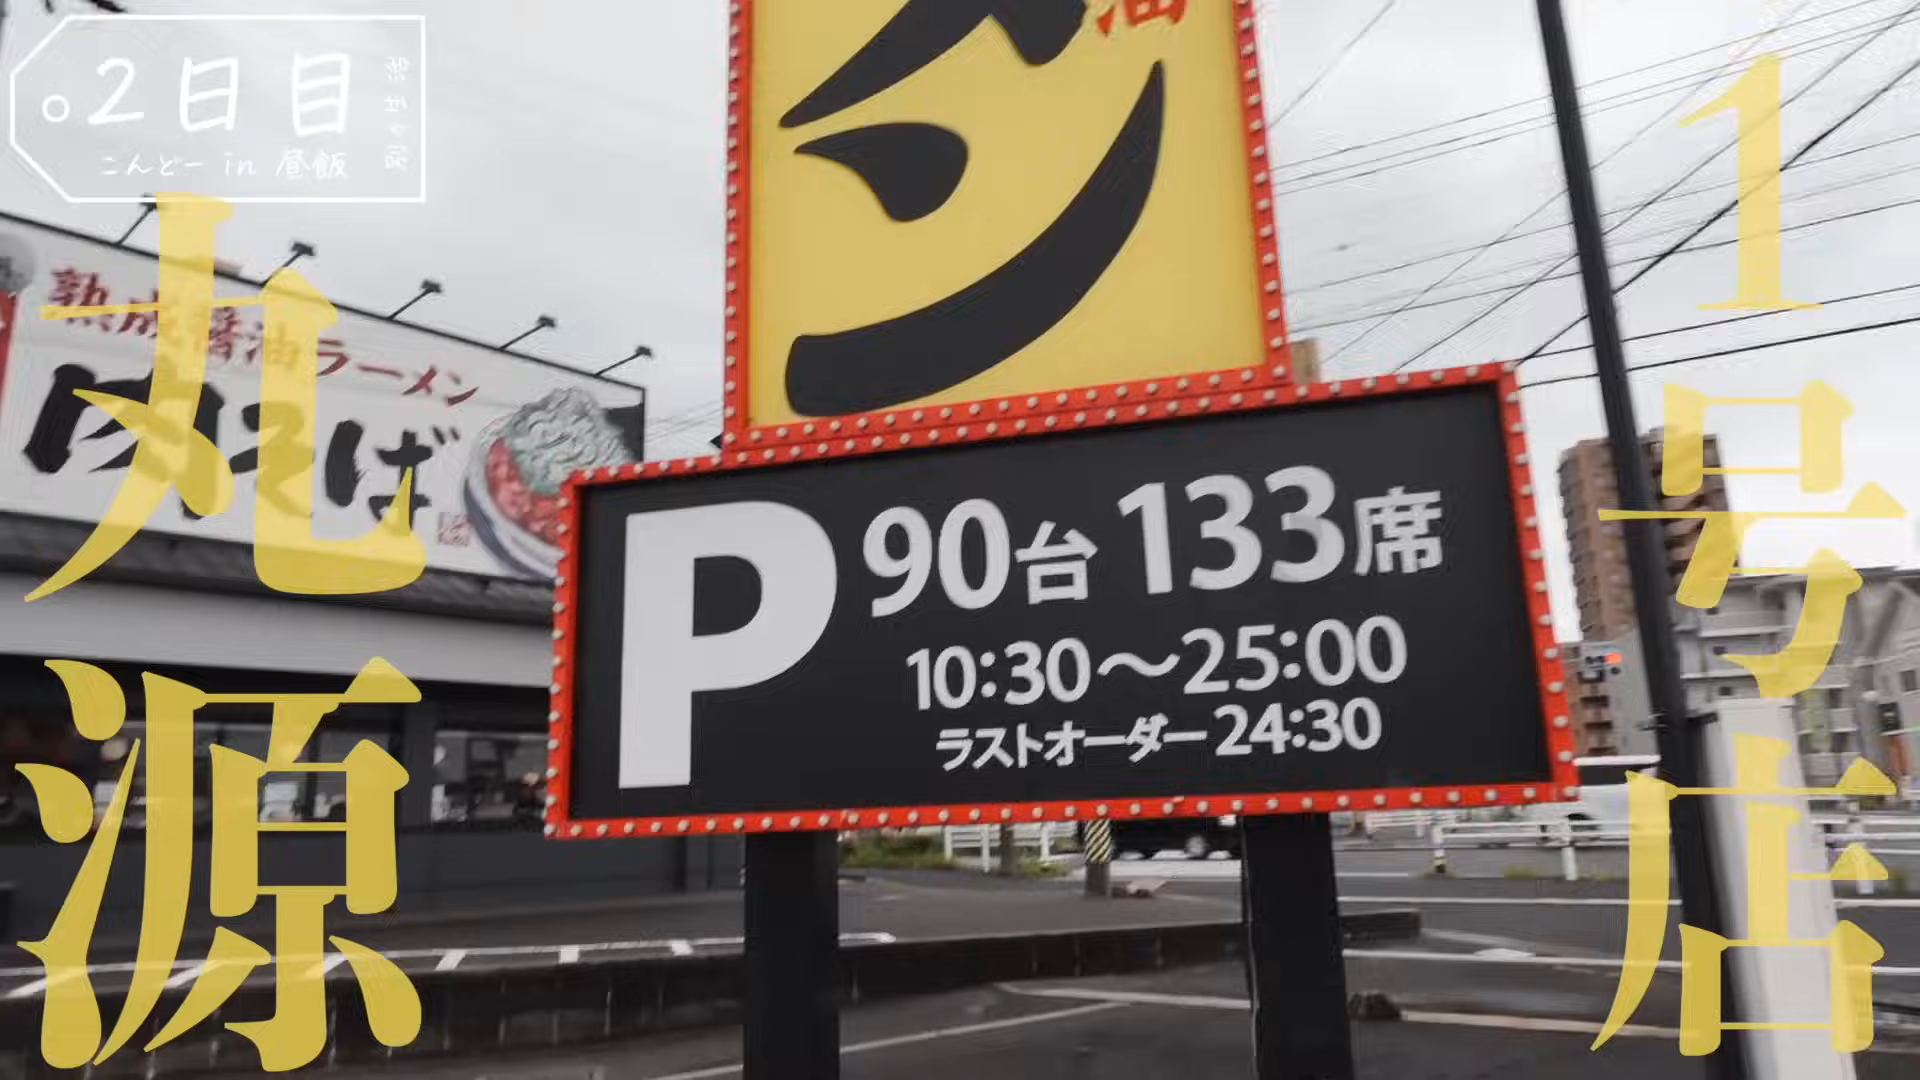 2日目
こんどー in 昼飯
丸源
1号店
熟成醤油ラーメン
肉そば
ン
油
P 90台 133席
10:30〜25:00
ラストオーダー 24:30